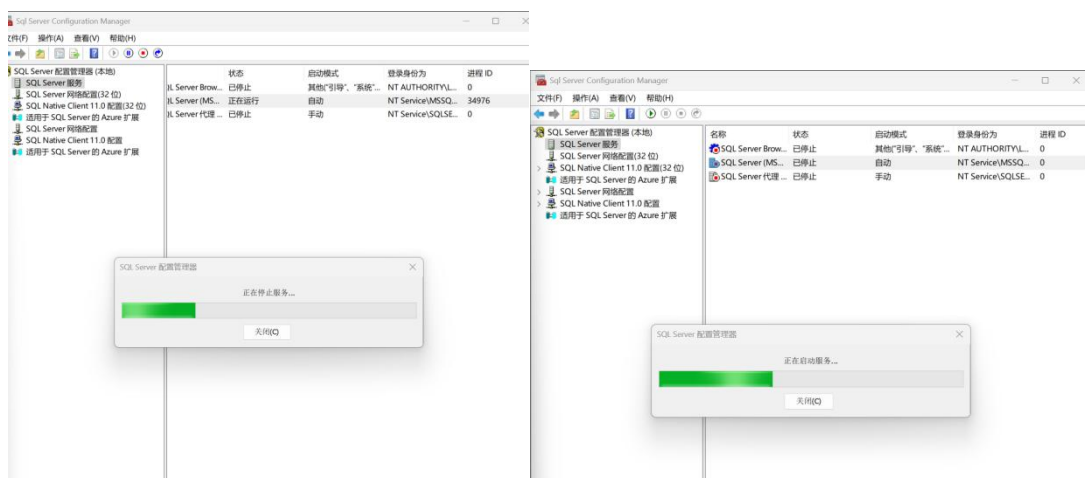 Sql Server Configuration Manager
文件(F) 操作(A) 查看(V) 帮助(H)
SQL Server 配置管理器 (本地)
SQL Server 服务
SQL Server 网络配置(32 位)
SQL Native Client 11.0 配置(32 位)
适用于 SQL Server 的 Azure 扩展
SQL Server 网络配置
SQL Native Client 11.0 配置
适用于 SQL Server 的 Azure 扩展
状态 启动模式 登录身份为 进程 ID
QL Server Brow... 已停止 其他("引导"、"系统"... NT AUTHORITY\L... 0
QL Server (MS... 正在运行 自动 NT Service\MSSQ... 34976
QL Server 代理 ... 已停止 手动 NT Service\SQLSE... 0
SQL Server 配置管理器
正在停止服务...
关闭(C)
Sql Server Configuration Manager
文件(F) 操作(A) 查看(V) 帮助(H)
SQL Server 配置管理器 (本地)
SQL Server 服务
SQL Server 网络配置(32 位)
SQL Native Client 11.0 配置(32 位)
适用于 SQL Server 的 Azure 扩展
SQL Server 网络配置
SQL Native Client 11.0 配置
适用于 SQL Server 的 Azure 扩展
名称 状态 启动模式 登录身份为 进程 ID
SQL Server Brow... 已停止 其他("引导"、"系统"... NT AUTHORITY\L... 0
SQL Server (MS... 已停止 自动 NT Service\MSSQ... 0
SQL Server 代理 ... 已停止 手动 NT Service\SQLSE... 0
SQL Server 配置管理器
正在启动服务...
关闭(C)